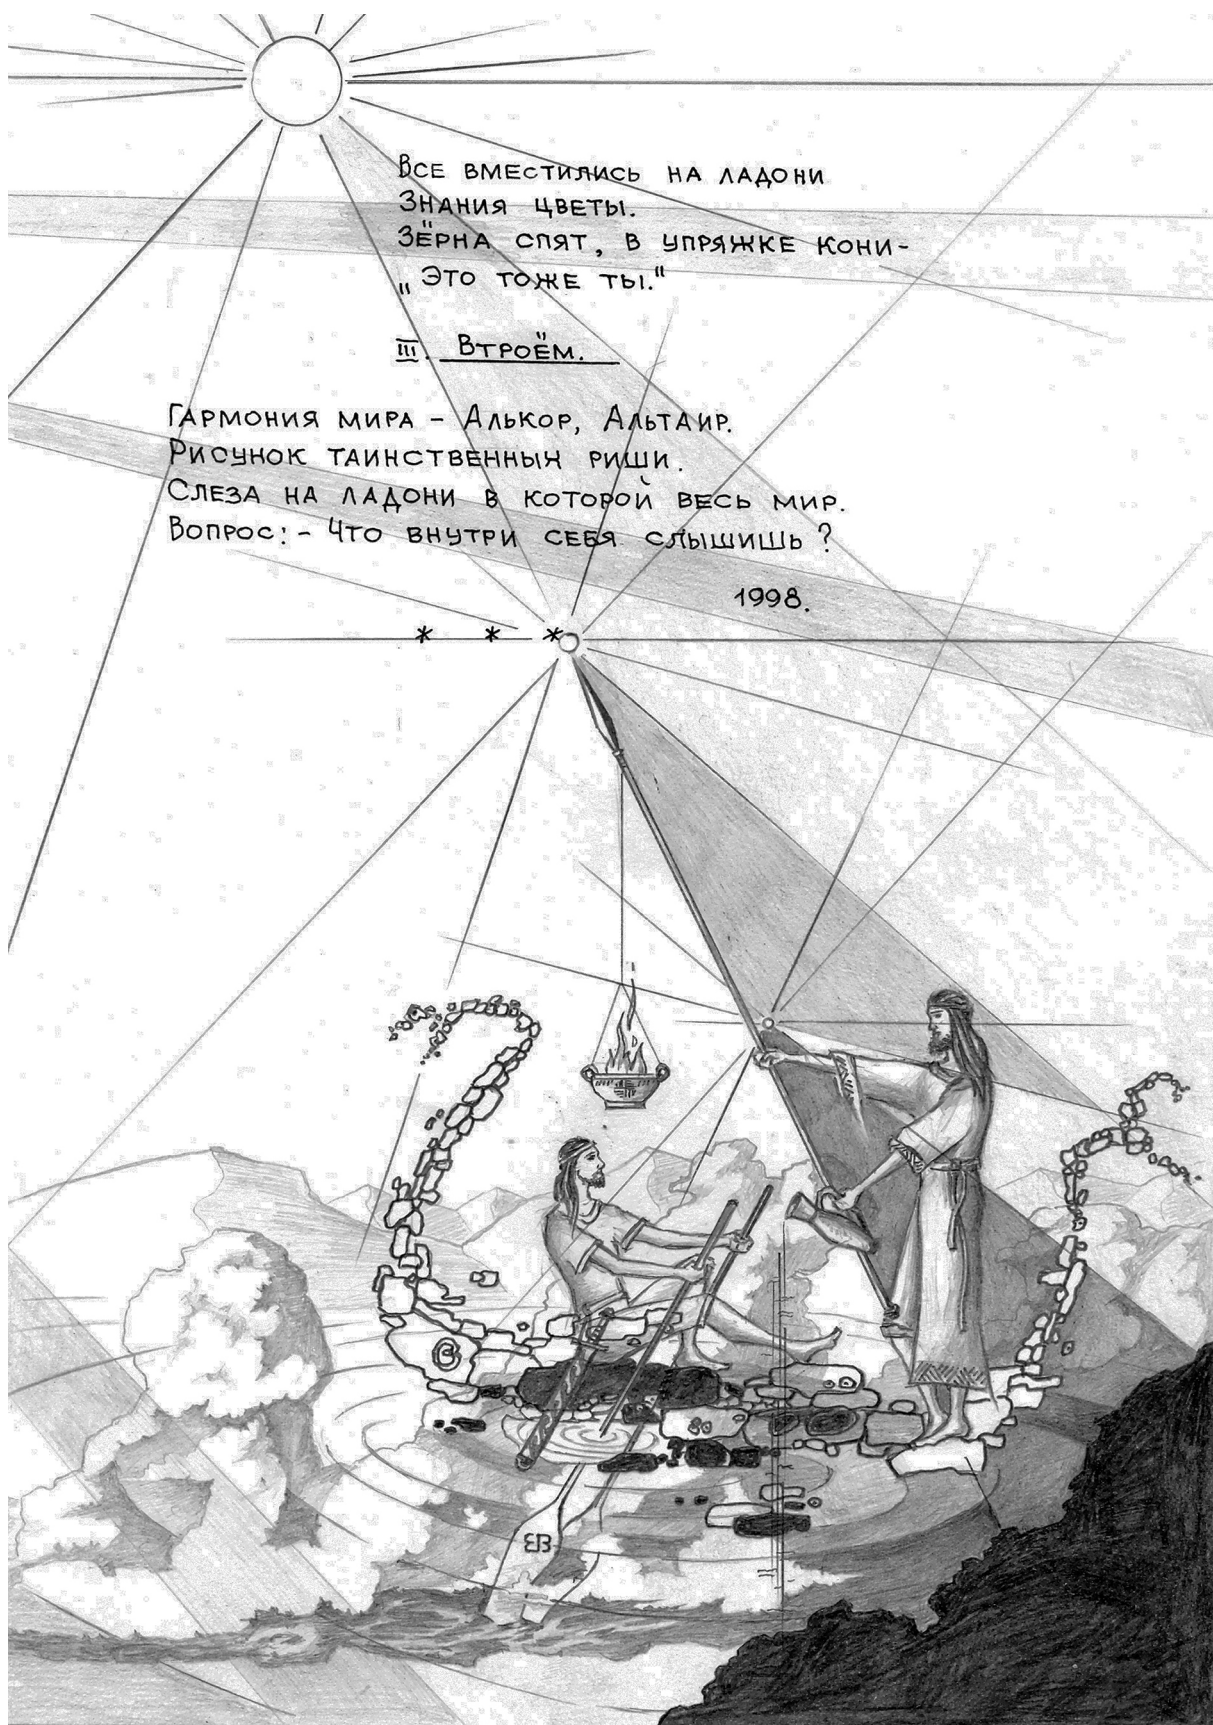 Все вместились на ладони
Знания цветы.
Зёрна спят, в упряжке кони-
„Это тоже ты."
III. Втроём.
Гармония мира - Алькор, Альтаир.
Рисунок таинственных риши.
Слеза на ладони в которой весь мир.
Вопрос: - Что внутри себя слышишь?
1998.
* * *